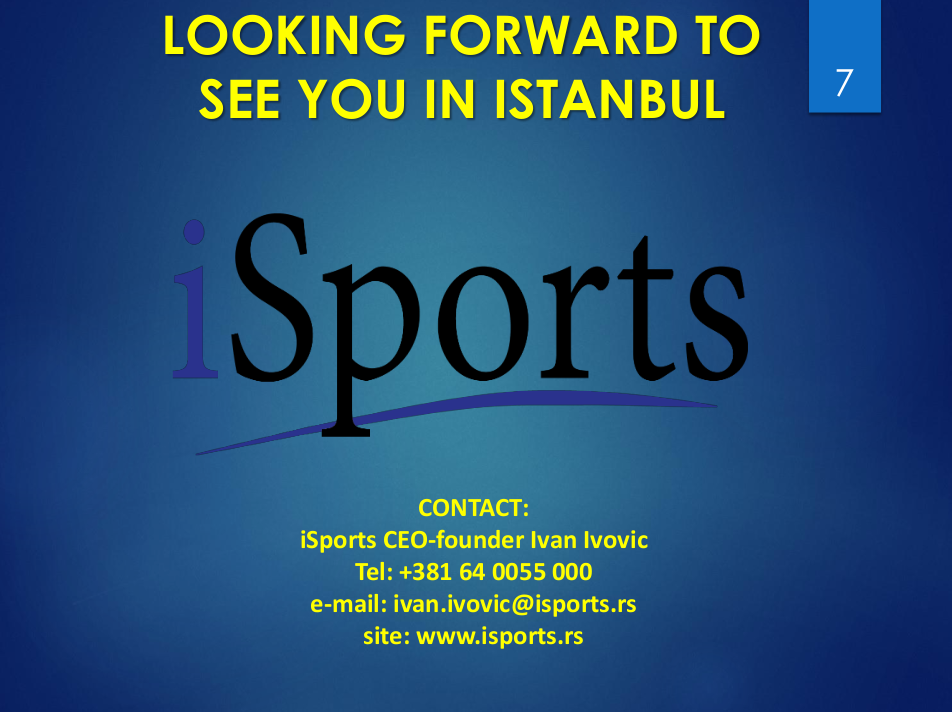 LOOKING FORWARD TO
SEE YOU IN ISTANBUL
7
iSports
CONTACT:
iSports CEO-founder Ivan Ivovic
Tel: +381 64 0055 000
e-mail: ivan.ivovic@isports.rs
site: www.isports.rs